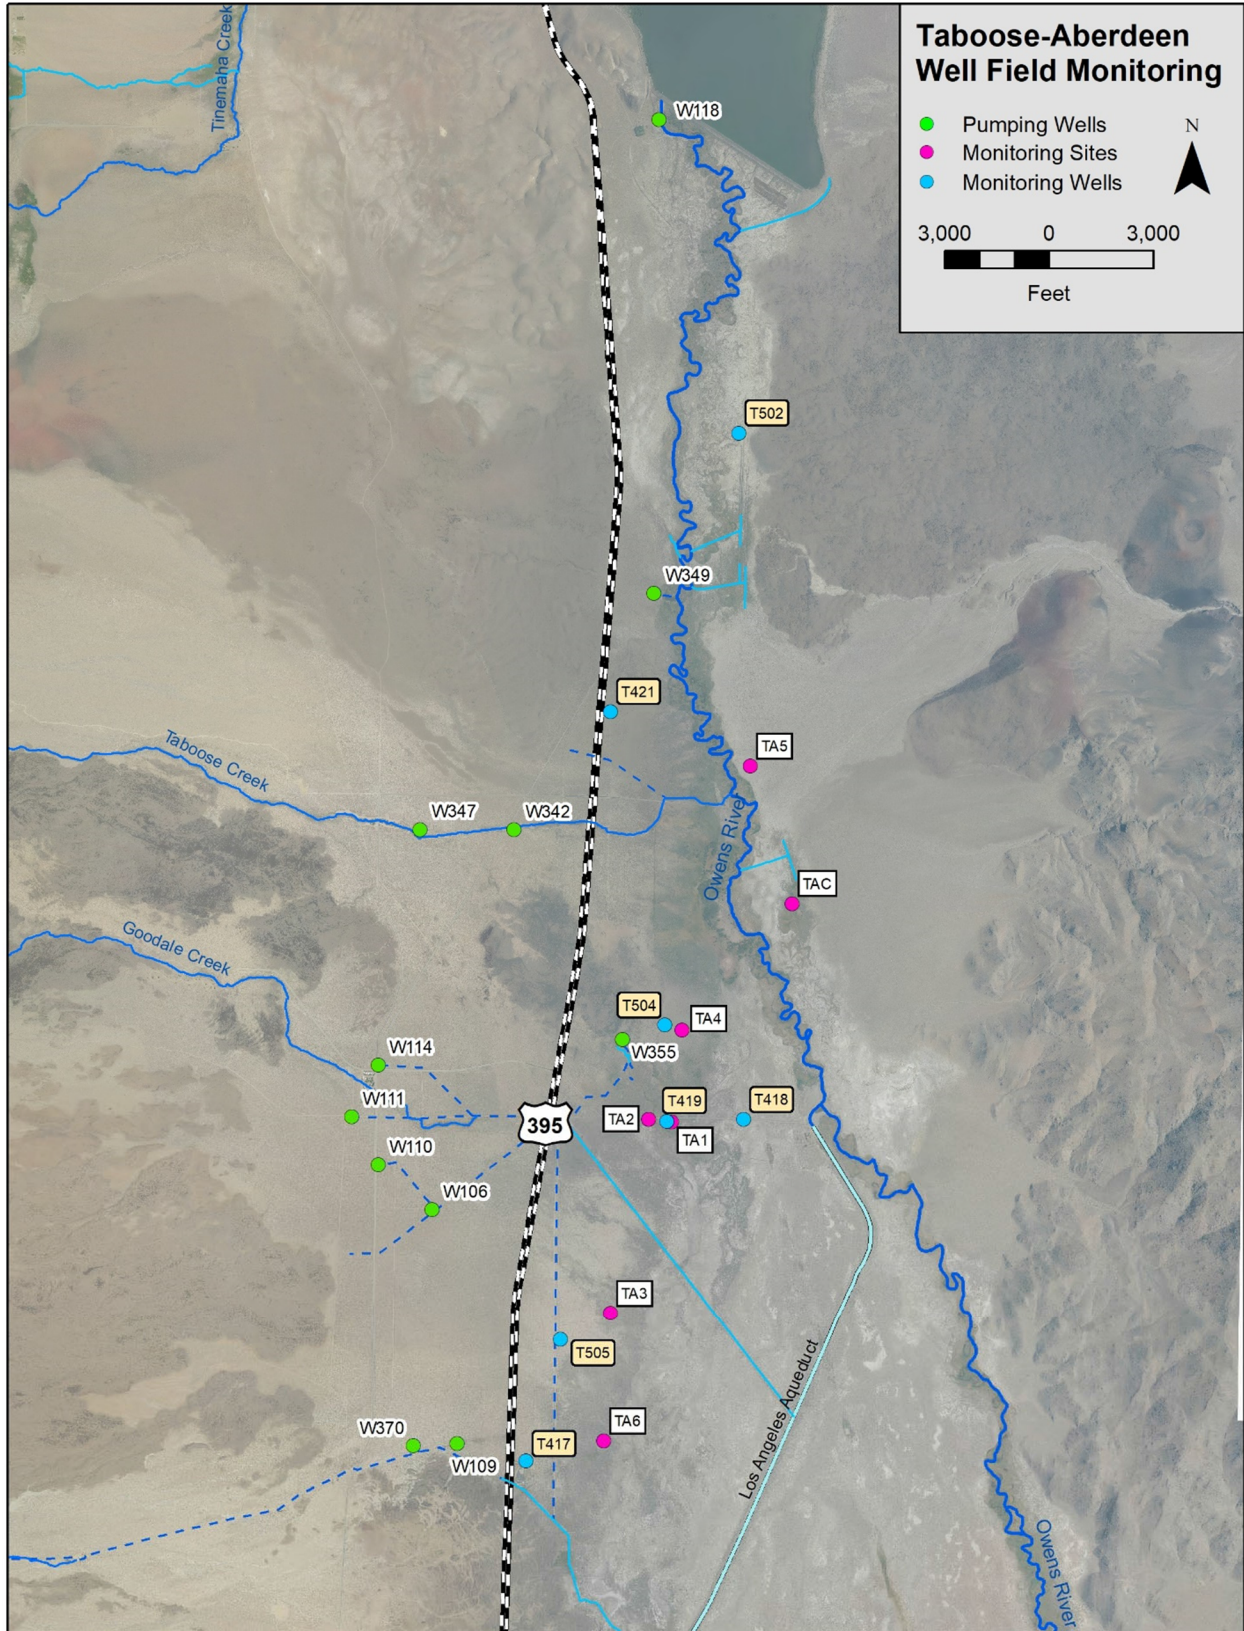 Taboose-Aberdeen
Well Field Monitoring
Pumping Wells
Monitoring Sites
Monitoring Wells
N
3,000 0 3,000
Feet
Tinemaha Creek
W118
T502
W349
T421
TA5
Taboose Creek
W347
W342
Owens River
TAC
Goodale Creek
T504
TA4
W114
W355
W111
T419
T418
TA2
395
TA1
W110
W106
TA3
T505
Los Angeles Aqueduct
W370
TA6
T417
W109
Owens River